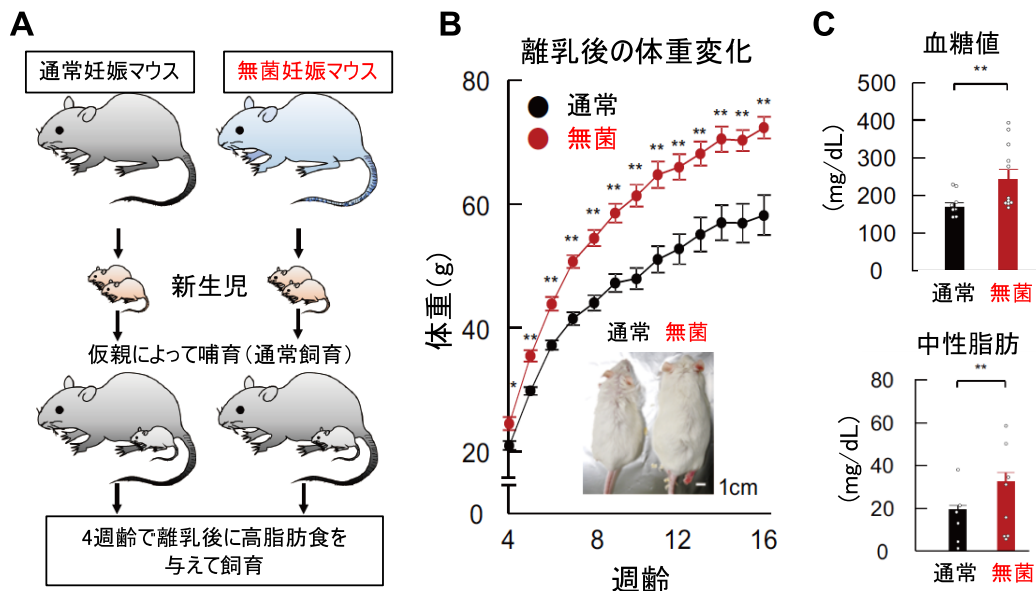 A
通常妊娠マウス
無菌妊娠マウス
新生児
仮親によって哺育(通常飼育)
4週齢で離乳後に高脂肪食を
与えて飼育
B
離乳後の体重変化
80
60
40
20
0
体重(g)
通常
無菌
*
**
**
**
**
**
**
**
**
**
**
**
**
通常 無菌
1cm
4
8
12
16
週齢
C
血糖値
**
500
400
300
200
100
0
(mg/dL)
通常 無菌
中性脂肪
**
80
60
40
20
0
(mg/dL)
通常 無菌